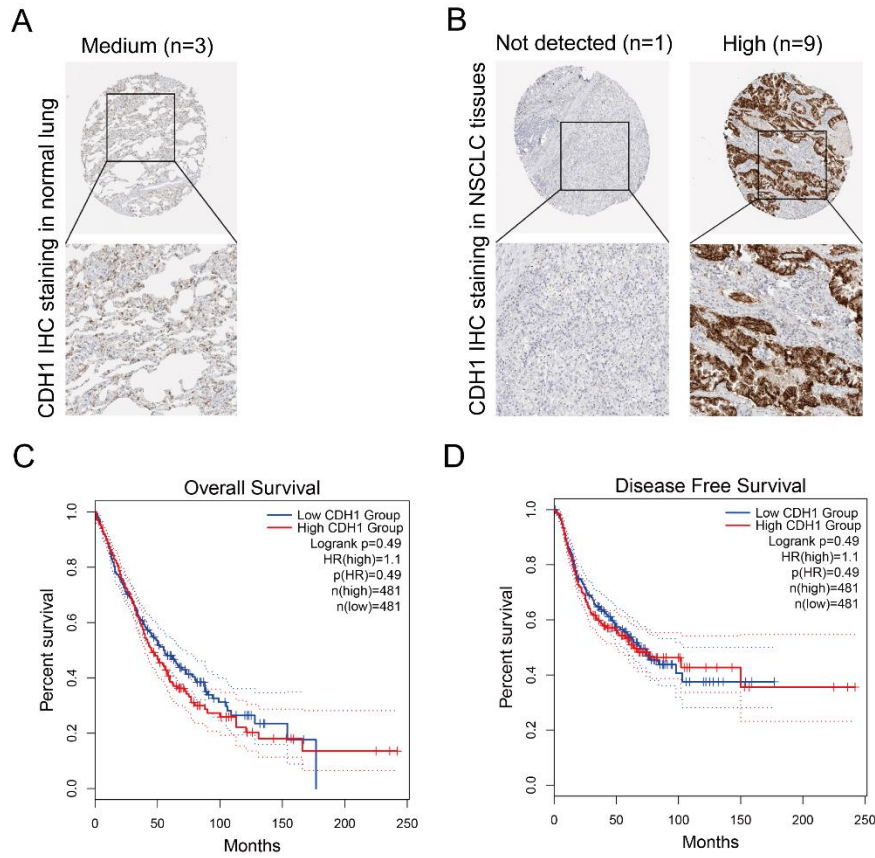 A
Medium (n=3)
CDH1 IHC staining in normal lung
B
Not detected (n=1)
High (n=9)
CDH1 IHC staining in NSCLC tissues
C
Overall Survival
Low CDH1 Group
High CDH1 Group
Logrank p=0.49
HR(high)=1.1
p(HR)=0.49
n(high)=481
n(low)=481
Percent survival
1.0
0.8
0.6
0.4
0.2
0.0
0
50
100
150
200
250
Months
D
Disease Free Survival
Low CDH1 Group
High CDH1 Group
Logrank p=0.49
HR(high)=1.1
p(HR)=0.49
n(high)=481
n(low)=481
Percent survival
1.0
0.8
0.6
0.4
0.2
0.0
0
50
100
150
200
250
Months